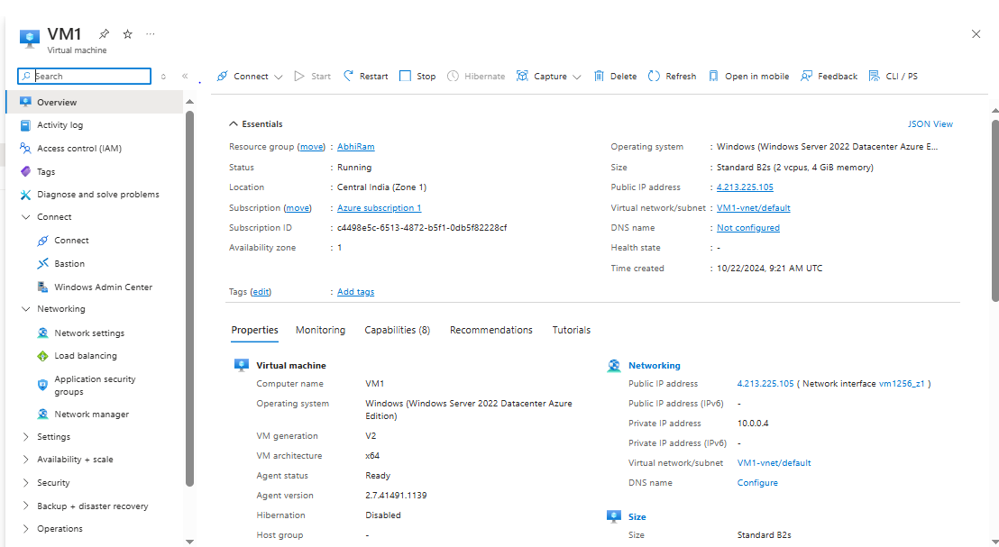 VM1
Virtual machine
Search
Overview
Activity log
Access control (IAM)
Tags
Diagnose and solve problems
Connect
Connect
Bastion
Windows Admin Center
Networking
Network settings
Load balancing
Application security
groups
Network manager
Settings
Availability + scale
Security
Backup + disaster recovery
Operations
Connect Start Restart Stop Hibernate Capture Delete Refresh Open in mobile Feedback CLI / PS
Essentials
JSON View
Resource group (move) : AbhiRam
Status : Running
Location : Central India (Zone 1)
Subscription (move) : Azure subscription 1
Subscription ID : c4498e5c-6513-4872-b5f1-0db5f82228cf
Availability zone : 1
Operating system : Windows (Windows Server 2022 Datacenter Azure E...
Size : Standard B2s (2 vcpus, 4 GiB memory)
Public IP address : 4.213.225.105
Virtual network/subnet : VM1-vnet/default
DNS name : Not configured
Health state : -
Time created : 10/22/2024, 9:21 AM UTC
Tags (edit) : Add tags
Properties Monitoring Capabilities (8) Recommendations Tutorials
Virtual machine
Computer name VM1
Operating system Windows (Windows Server 2022 Datacenter Azure
Edition)
VM generation V2
VM architecture x64
Agent status Ready
Agent version 2.7.41491.1139
Hibernation Disabled
Host group -
Networking
Public IP address 4.213.225.105 ( Network interface vm1256_z1 )
Public IP address (IPv6) -
Private IP address 10.0.0.4
Private IP address (IPv6) -
Virtual network/subnet VM1-vnet/default
DNS name Configure
Size
Size Standard B2s